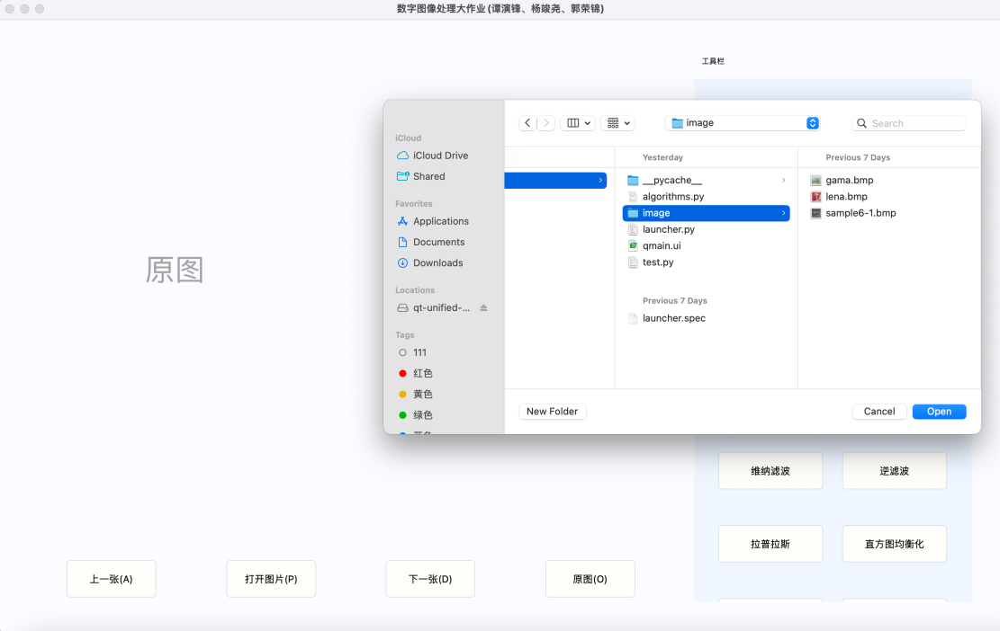 数字图像处理大作业(谭演锋、杨竣尧、郭荣锦)
工具栏
原图
iCloud
iCloud Drive
Shared
Favorites
Applications
Documents
Downloads
Locations
qt-unified-...
Tags
111
红色
黄色
绿色
蓝色
image
Search
Yesterday
__pycache__
algorithms.py
image
launcher.py
qmain.ui
test.py
Previous 7 Days
launcher.spec
Previous 7 Days
gama.bmp
lena.bmp
sample6-1.bmp
New Folder
Cancel
Open
维纳滤波
逆滤波
拉普拉斯
直方图均衡化
上一张(A)
打开图片(P)
下一张(D)
原图(O)